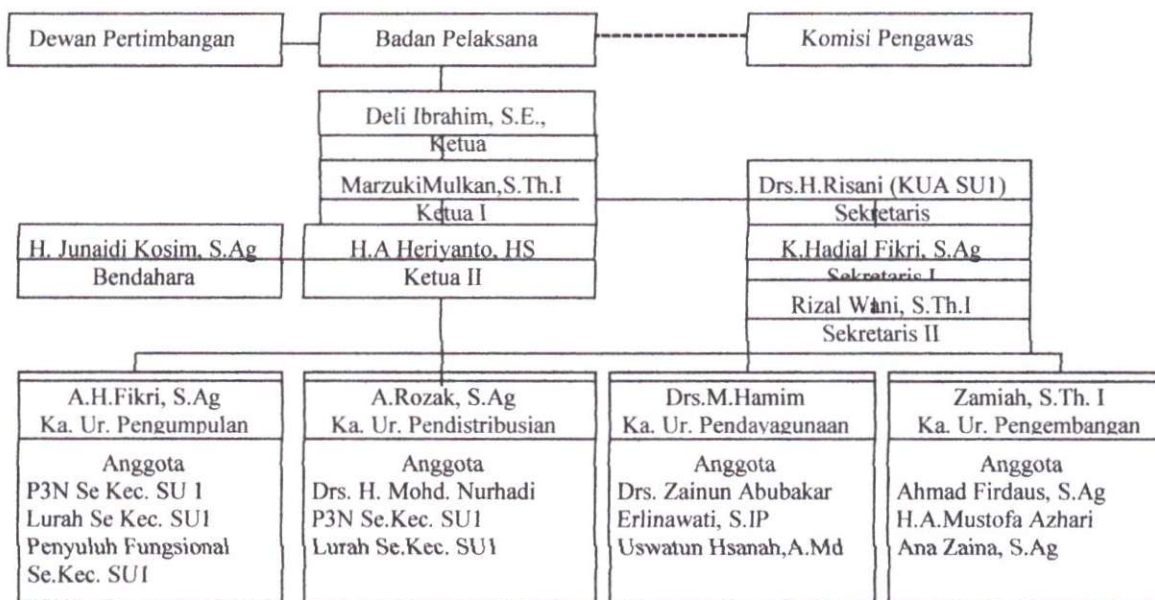 Dewan Pertimbangan
Badan Pelaksana
Komisi Pengawas
Deli Ibrahim, S.E.,
Ketua
MarzukiMulkan,S.Th.I
Ketua I
Drs.H.Risani (KUA SU1)
Sekretaris
H. Junaidi Kosim, S.Ag
Bendahara
H.A Heriyanto, HS
Ketua II
K.Hadial Fikri, S.Ag
Sekretaris I
Rizal Wani, S.Th.I
Sekretaris II
A.H.Fikri, S.Ag
Ka. Ur. Pengumpulan
Anggota
P3N Se Kec. SU 1
Lurah Se Kec. SU1
Penyuluh Fungsional
Se.Kec. SU1
A.Rozak, S.Ag
Ka. Ur. Pendistribusian
Anggota
Drs. H. Mohd. Nurhadi
P3N Se.Kec. SU1
Lurah Se.Kec. SU1
Drs.M.Hamim
Ka. Ur. Pendayagunaan
Anggota
Drs. Zainun Abubakar
Erlinawati, S.IP
Uswatun Hsanah,A.Md
Zamiah, S.Th. I
Ka. Ur. Pengembangan
Anggota
Ahmad Firdaus, S.Ag
H.A.Mustofa Azhari
Ana Zaina, S.Ag